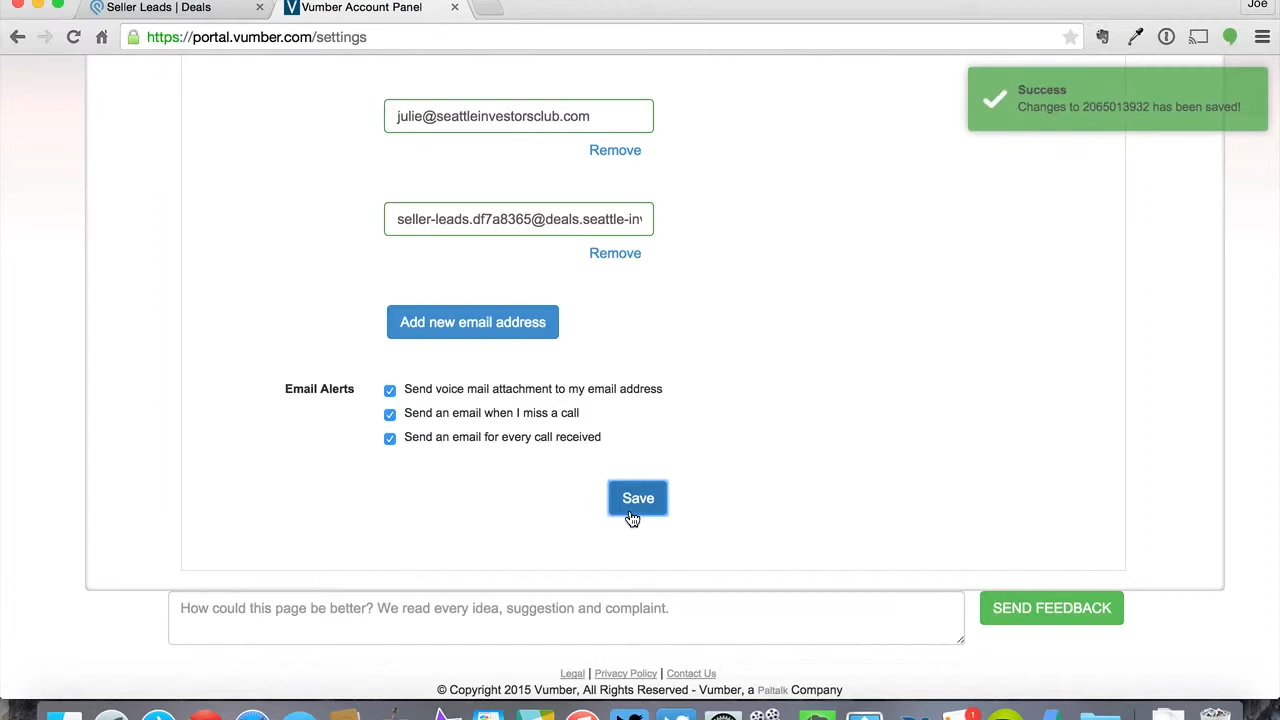 Seller Leads | Deals
Vumber Account Panel
Joe
https://portal.vumber.com/settings
Success
Changes to 2065013932 has been saved!
julie@seattleinvestorsclub.com
Remove
seller-leads.df7a8365@deals.seattle-in
Remove
Add new email address
Email Alerts
Send voice mail attachment to my email address
Send an email when I miss a call
Send an email for every call received
Save
How could this page be better? We read every idea, suggestion and complaint.
SEND FEEDBACK
Legal | Privacy Policy | Contact Us
© Copyright 2015 Vumber, All Rights Reserved - Vumber, a Paltalk Company
1